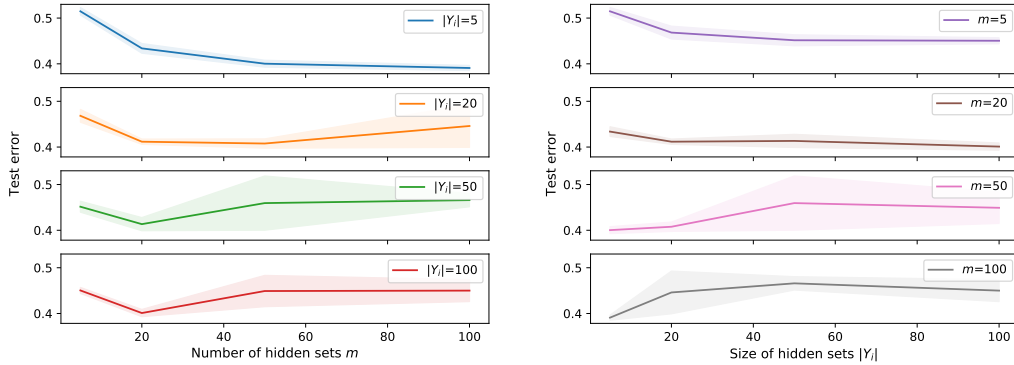 0.5
0.4
|Y_i|=5
0.5
0.4
|Y_i|=20
0.5
0.4
|Y_i|=50
0.5
0.4
|Y_i|=100
20 40 60 80 100
Number of hidden sets m
Test error
0.5
0.4
m=5
0.5
0.4
m=20
0.5
0.4
m=50
0.5
0.4
m=100
20 40 60 80 100
Size of hidden sets |Y_i|
Test error